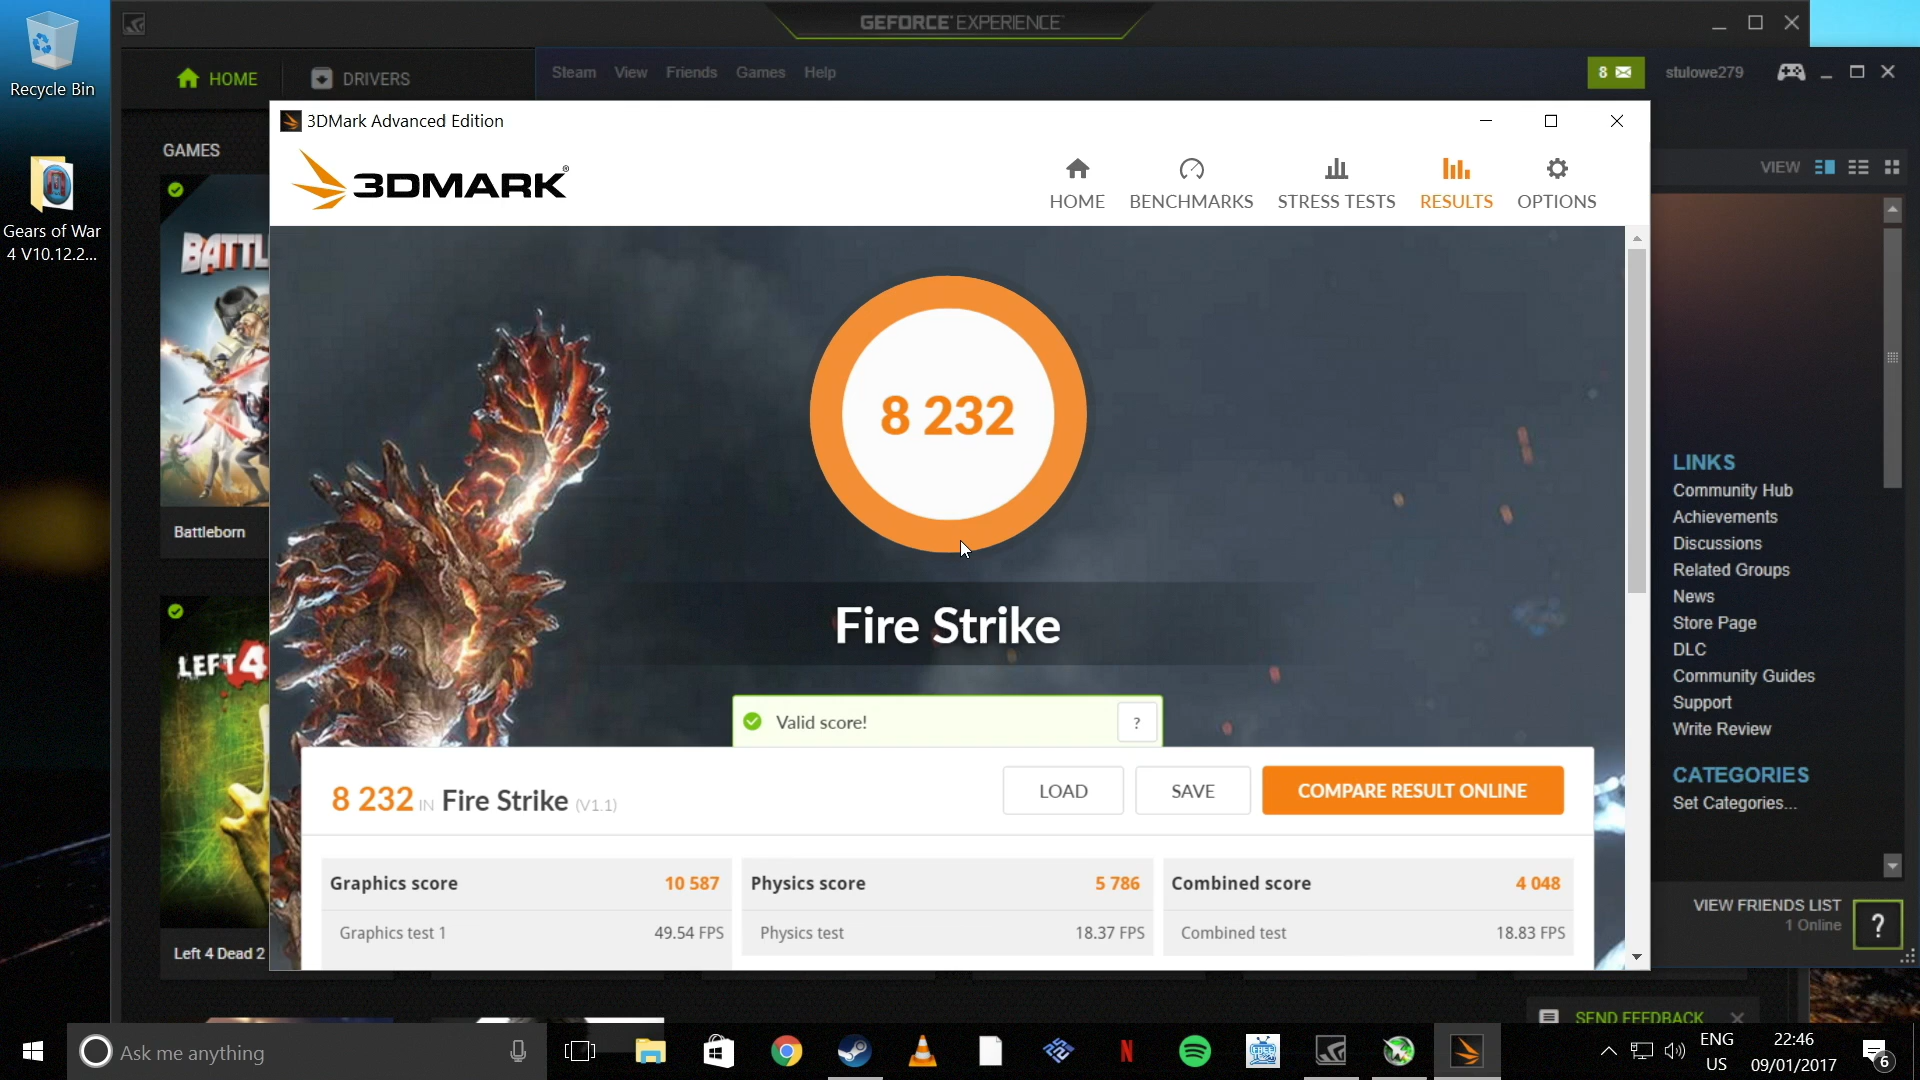 Recycle Bin
Gears of War
4 V10.12.2...
GEFORCE EXPERIENCE
HOME
DRIVERS
Steam
View
Friends
Games
Help
8
stulowe279
GAMES
VIEW
BATTL
Battleborn
LEFT 4
Left 4 Dead 2
3DMark Advanced Edition
3DMARK®
HOME
BENCHMARKS
STRESS TESTS
RESULTS
OPTIONS
8 232
Fire Strike
Valid score!
?
8 232 IN Fire Strike (V1.1)
LOAD
SAVE
COMPARE RESULT ONLINE
Graphics score 10 587
Graphics test 1 49.54 FPS
Physics score 5 786
Physics test 18.37 FPS
Combined score 4 048
Combined test 18.83 FPS
LINKS
Community Hub
Achievements
Discussions
Related Groups
News
Store Page
DLC
Community Guides
Support
Write Review
CATEGORIES
Set Categories...
VIEW FRIENDS LIST
1 Online
?
SEND FEEDBACK
Ask me anything
N
ENG
US
22:46
09/01/2017
6